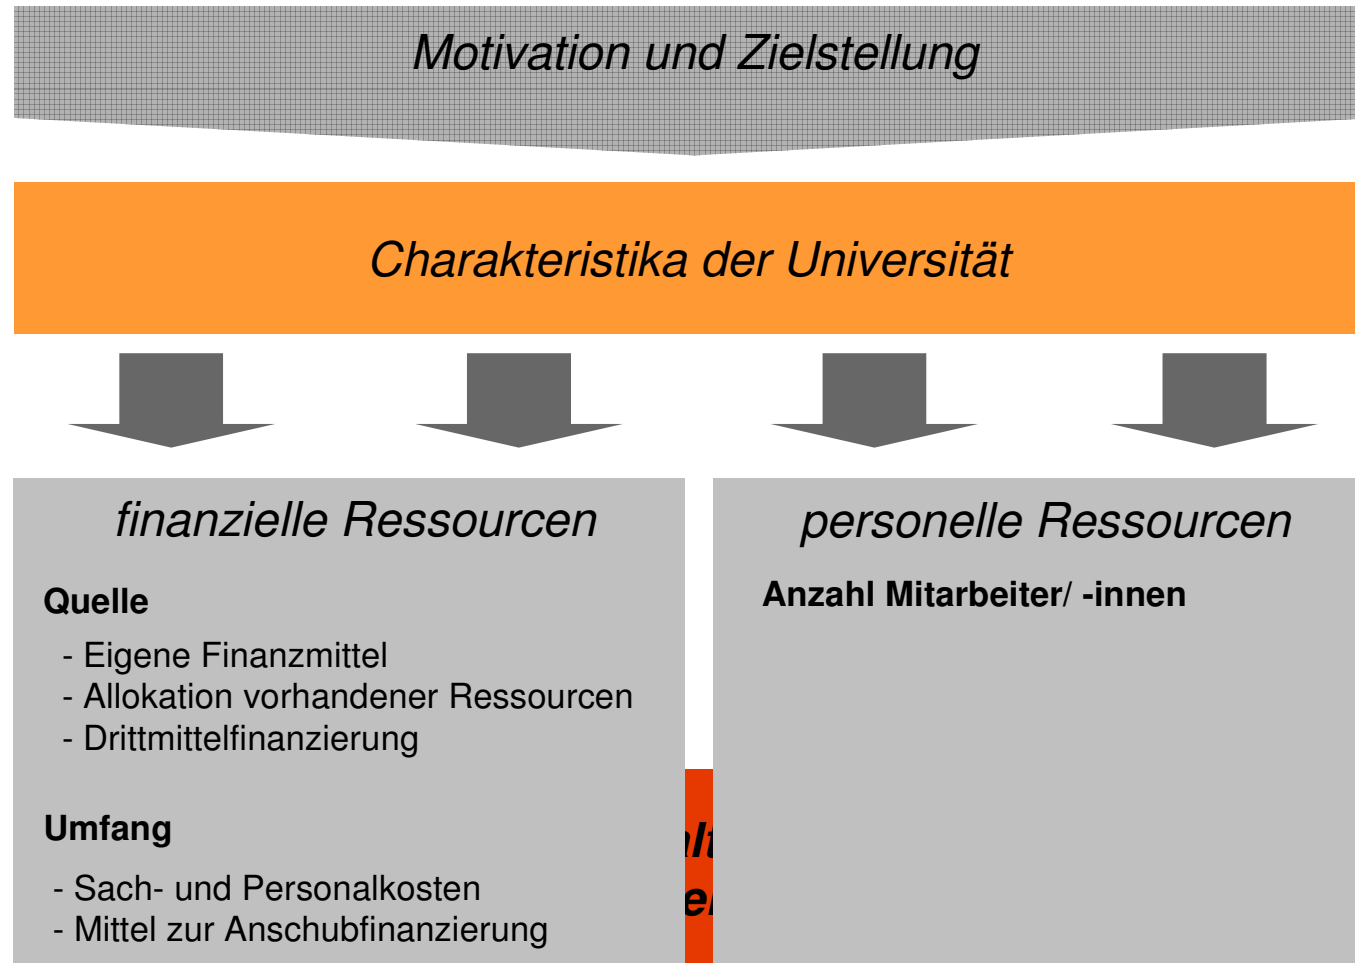 Motivation und Zielstellung
Charakteristika der Universität
finanzielle Ressourcen
Quelle
- Eigene Finanzmittel
- Allokation vorhandener Ressourcen
- Drittmittelfinanzierung
Umfang
- Sach- und Personalkosten
- Mittel zur Anschubfinanzierung
personelle Ressourcen
Anzahl Mitarbeiter/ -innen